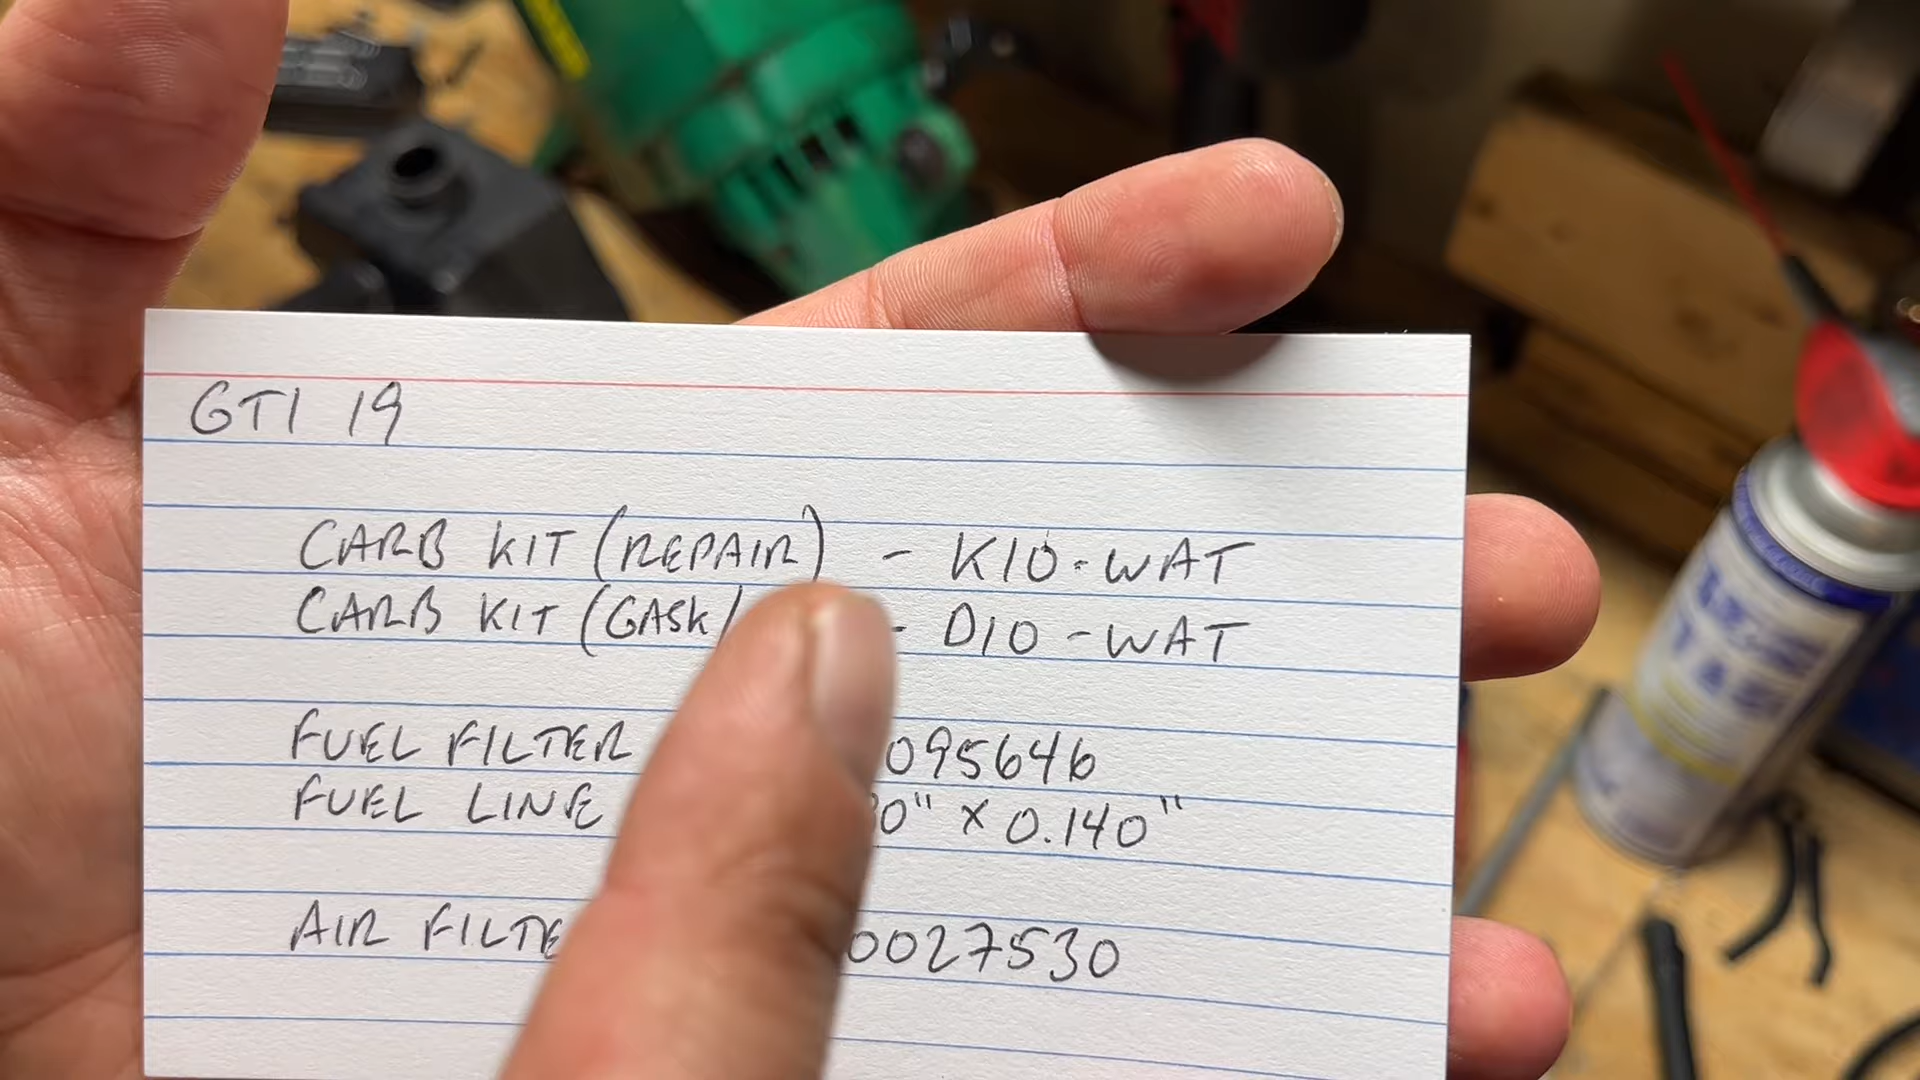 GTI 19
CARB KIT (REPAIR) - K10-WAT
CARB KIT (GASK/ - D10-WAT
FUEL FILTER 095646
FUEL LINE 0" X 0.140"
AIR FILTE 0027530